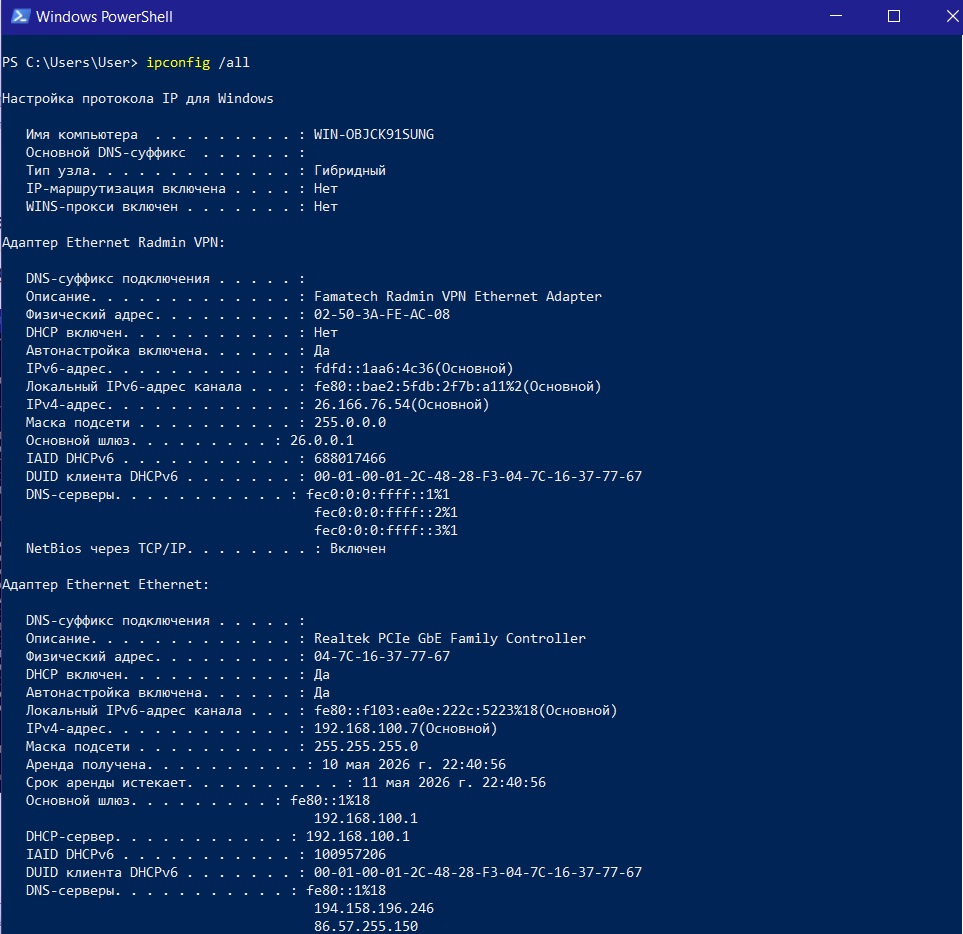 Windows PowerShell
PS C:\Users\User> ipconfig /all
Настройка протокола IP для Windows
Имя компьютера  . . . . . . . . . : WIN-OBJCK91SUNG
Основной DNS-суффикс  . . . . . . :
Тип узла. . . . . . . . . . . . . : Гибридный
IP-маршрутизация включена . . . . : Нет
WINS-прокси включен . . . . . . . : Нет
Адаптер Ethernet Radmin VPN:
DNS-суффикс подключения . . . . . :
Описание. . . . . . . . . . . . . : Famatech Radmin VPN Ethernet Adapter
Физический адрес. . . . . . . . . : 02-50-3A-FE-AC-08
DHCP включен. . . . . . . . . . . : Нет
Автонастройка включена. . . . . . : Да
IPv6-адрес. . . . . . . . . . . . : fdfd::1aa6:4c36(Основной)
Локальный IPv6-адрес канала . . . : fe80::bae2:5fdb:2f7b:a11%2(Основной)
IPv4-адрес. . . . . . . . . . . . : 26.166.76.54(Основной)
Маска подсети . . . . . . . . . . : 255.0.0.0
Основной шлюз. . . . . . . . . : 26.0.0.1
IAID DHCPv6 . . . . . . . . . . . : 688017466
DUID клиента DHCPv6 . . . . . . . : 00-01-00-01-2C-48-28-F3-04-7C-16-37-77-67
DNS-серверы. . . . . . . . . . . : fec0:0:0:ffff::1%1
fec0:0:0:ffff::2%1
fec0:0:0:ffff::3%1
NetBios через TCP/IP. . . . . . . . : Включен
Адаптер Ethernet Ethernet:
DNS-суффикс подключения . . . . . :
Описание. . . . . . . . . . . . . : Realtek PCIe GbE Family Controller
Физический адрес. . . . . . . . . : 04-7C-16-37-77-67
DHCP включен. . . . . . . . . . . : Да
Автонастройка включена. . . . . . : Да
Локальный IPv6-адрес канала . . . : fe80::f103:ea0e:222c:5223%18(Основной)
IPv4-адрес. . . . . . . . . . . . : 192.168.100.7(Основной)
Маска подсети . . . . . . . . . . : 255.255.255.0
Аренда получена. . . . . . . . . . : 10 мая 2026 г. 22:40:56
Срок аренды истекает. . . . . . . . . . : 11 мая 2026 г. 22:40:56
Основной шлюз. . . . . . . . . : fe80::1%18
192.168.100.1
DHCP-сервер. . . . . . . . . . . : 192.168.100.1
IAID DHCPv6 . . . . . . . . . . . : 100957206
DUID клиента DHCPv6 . . . . . . . : 00-01-00-01-2C-48-28-F3-04-7C-16-37-77-67
DNS-серверы. . . . . . . . . . . : fe80::1%18
194.158.196.246
86.57.255.150